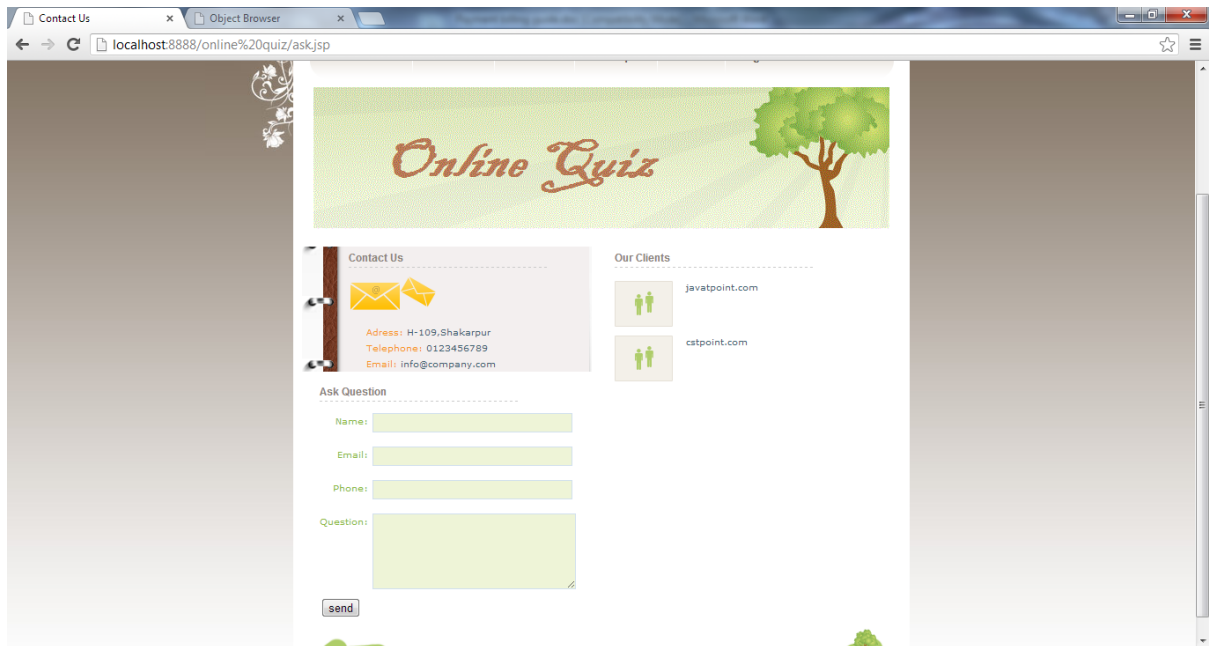 Contact Us
Object Browser
localhost:8888/online%20quiz/ask.jsp
Online Quiz
Contact Us
Adress: H-109,Shakarpur
Telephone: 0123456789
Email: info@company.com
Our Clients
javatpoint.com
cstpoint.com
Ask Question
Name:
Email:
Phone:
Question:
send